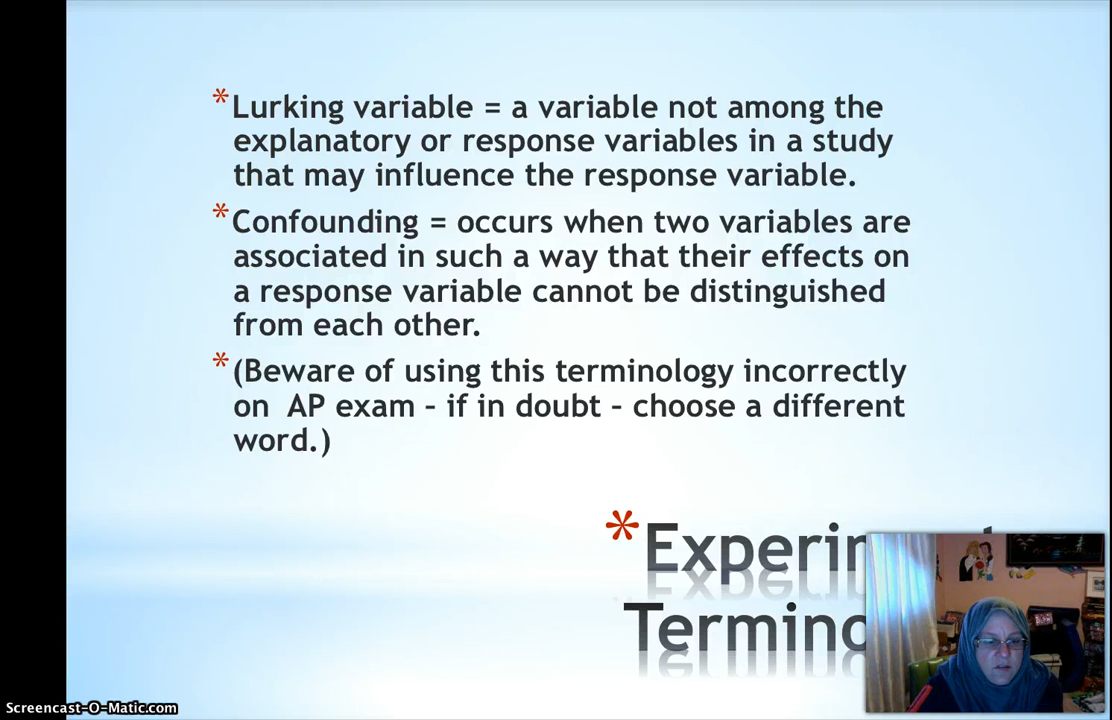 *Lurking variable = a variable not among the
explanatory or response variables in a study
that may influence the response variable.
*Confounding = occurs when two variables are
associated in such a way that their effects on
a response variable cannot be distinguished
from each other.
*(Beware of using this terminology incorrectly
on AP exam – if in doubt – choose a different
word.)
*
Screencast-O-Matic.com